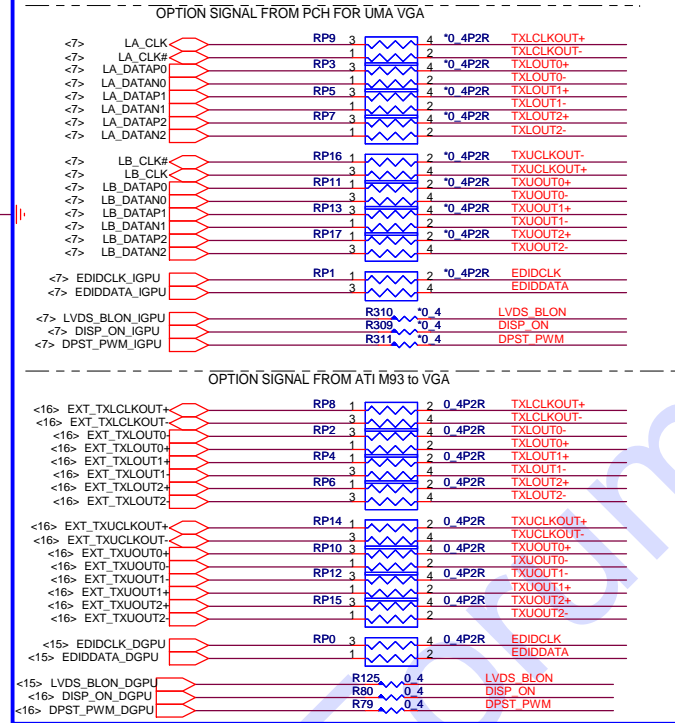 OPTION SIGNAL FROM PCH FOR UMA VGA
<7> LA_CLK RP9 3 4 *0_4P2R TXLCLKOUT+
<7> LA_CLK# 1 2 TXLCLKOUT-
<7> LA_DATAP0 RP3 3 4 *0_4P2R TXLOUT0+
<7> LA_DATAN0 1 2 TXLOUT0-
<7> LA_DATAP1 RP5 3 4 *0_4P2R TXLOUT1+
<7> LA_DATAN1 1 2 TXLOUT1-
<7> LA_DATAP2 RP7 3 4 *0_4P2R TXLOUT2+
<7> LA_DATAN2 1 2 TXLOUT2-
<7> LB_CLK# RP16 1 2 *0_4P2R TXUCLKOUT-
<7> LB_CLK 3 4 TXUCLKOUT+
<7> LB_DATAP0 RP11 1 2 *0_4P2R TXUOUT0+
<7> LB_DATAN0 3 4 TXUOUT0-
<7> LB_DATAP1 RP13 3 4 *0_4P2R TXUOUT1+
<7> LB_DATAN1 1 2 TXUOUT1-
<7> LB_DATAP2 RP17 1 2 *0_4P2R TXUOUT2+
<7> LB_DATAN2 3 4 TXUOUT2-
<7> EDIDCLK_IGPU RP1 1 2 *0_4P2R EDIDCLK
<7> EDIDDATA_IGPU 3 4 EDIDDATA
<7> LVDS_BLON_IGPU R310 *0_4 LVDS_BLON
<7> DISP_ON_IGPU R309 *0_4 DISP_ON
<7> DPST_PWM_IGPU R311 *0_4 DPST_PWM
OPTION SIGNAL FROM ATI M93 to VGA
<16> EXT_TXLCLKOUT+ RP8 1 2 0_4P2R TXLCLKOUT+
<16> EXT_TXLCLKOUT- 3 4 TXLCLKOUT-
<16> EXT_TXLOUT0- RP2 3 4 0_4P2R TXLOUT0-
<16> EXT_TXLOUT0+ 1 2 TXLOUT0+
<16> EXT_TXLOUT1+ RP4 1 2 0_4P2R TXLOUT1+
<16> EXT_TXLOUT1- 3 4 TXLOUT1-
<16> EXT_TXLOUT2+ RP6 1 2 0_4P2R TXLOUT2+
<16> EXT_TXLOUT2- 3 4 TXLOUT2-
<16> EXT_TXUCLKOUT+ RP14 1 2 0_4P2R TXUCLKOUT+
<16> EXT_TXUCLKOUT- 3 4 TXUCLKOUT-
<16> EXT_TXUOUT0+ RP10 3 4 0_4P2R TXUOUT0+
<16> EXT_TXUOUT0- 1 2 TXUOUT0-
<16> EXT_TXUOUT1- RP12 3 4 0_4P2R TXUOUT1-
<16> EXT_TXUOUT1+ 1 2 TXUOUT1+
<16> EXT_TXUOUT2+ RP15 3 4 0_4P2R TXUOUT2+
<16> EXT_TXUOUT2- 1 2 TXUOUT2-
<15> EDIDCLK_DGPU RP0 3 4 0_4P2R EDIDCLK
<15> EDIDDATA_DGPU 1 2 EDIDDATA
<15> LVDS_BLON_DGPU R125 0_4 LVDS_BLON
<16> DISP_ON_DGPU R80 0_4 DISP_ON
<16> DPST_PWM_DGPU R79 0_4 DPST_PWM